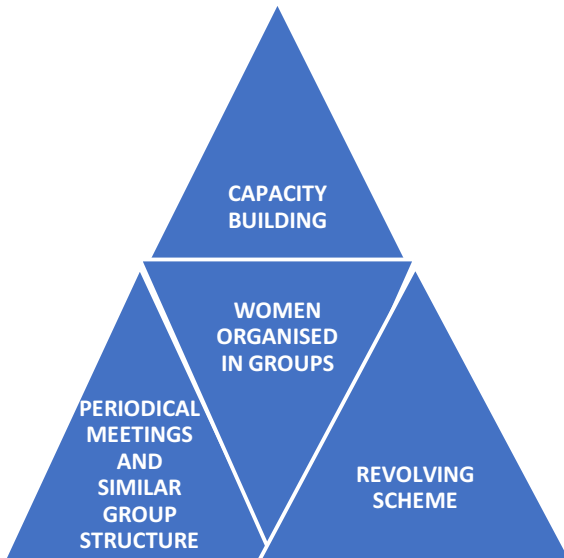 CAPACITY
BUILDING
WOMEN
ORGANISED
IN GROUPS
PERIODICAL
MEETINGS
AND
SIMILAR
GROUP
STRUCTURE
REVOLVING
SCHEME